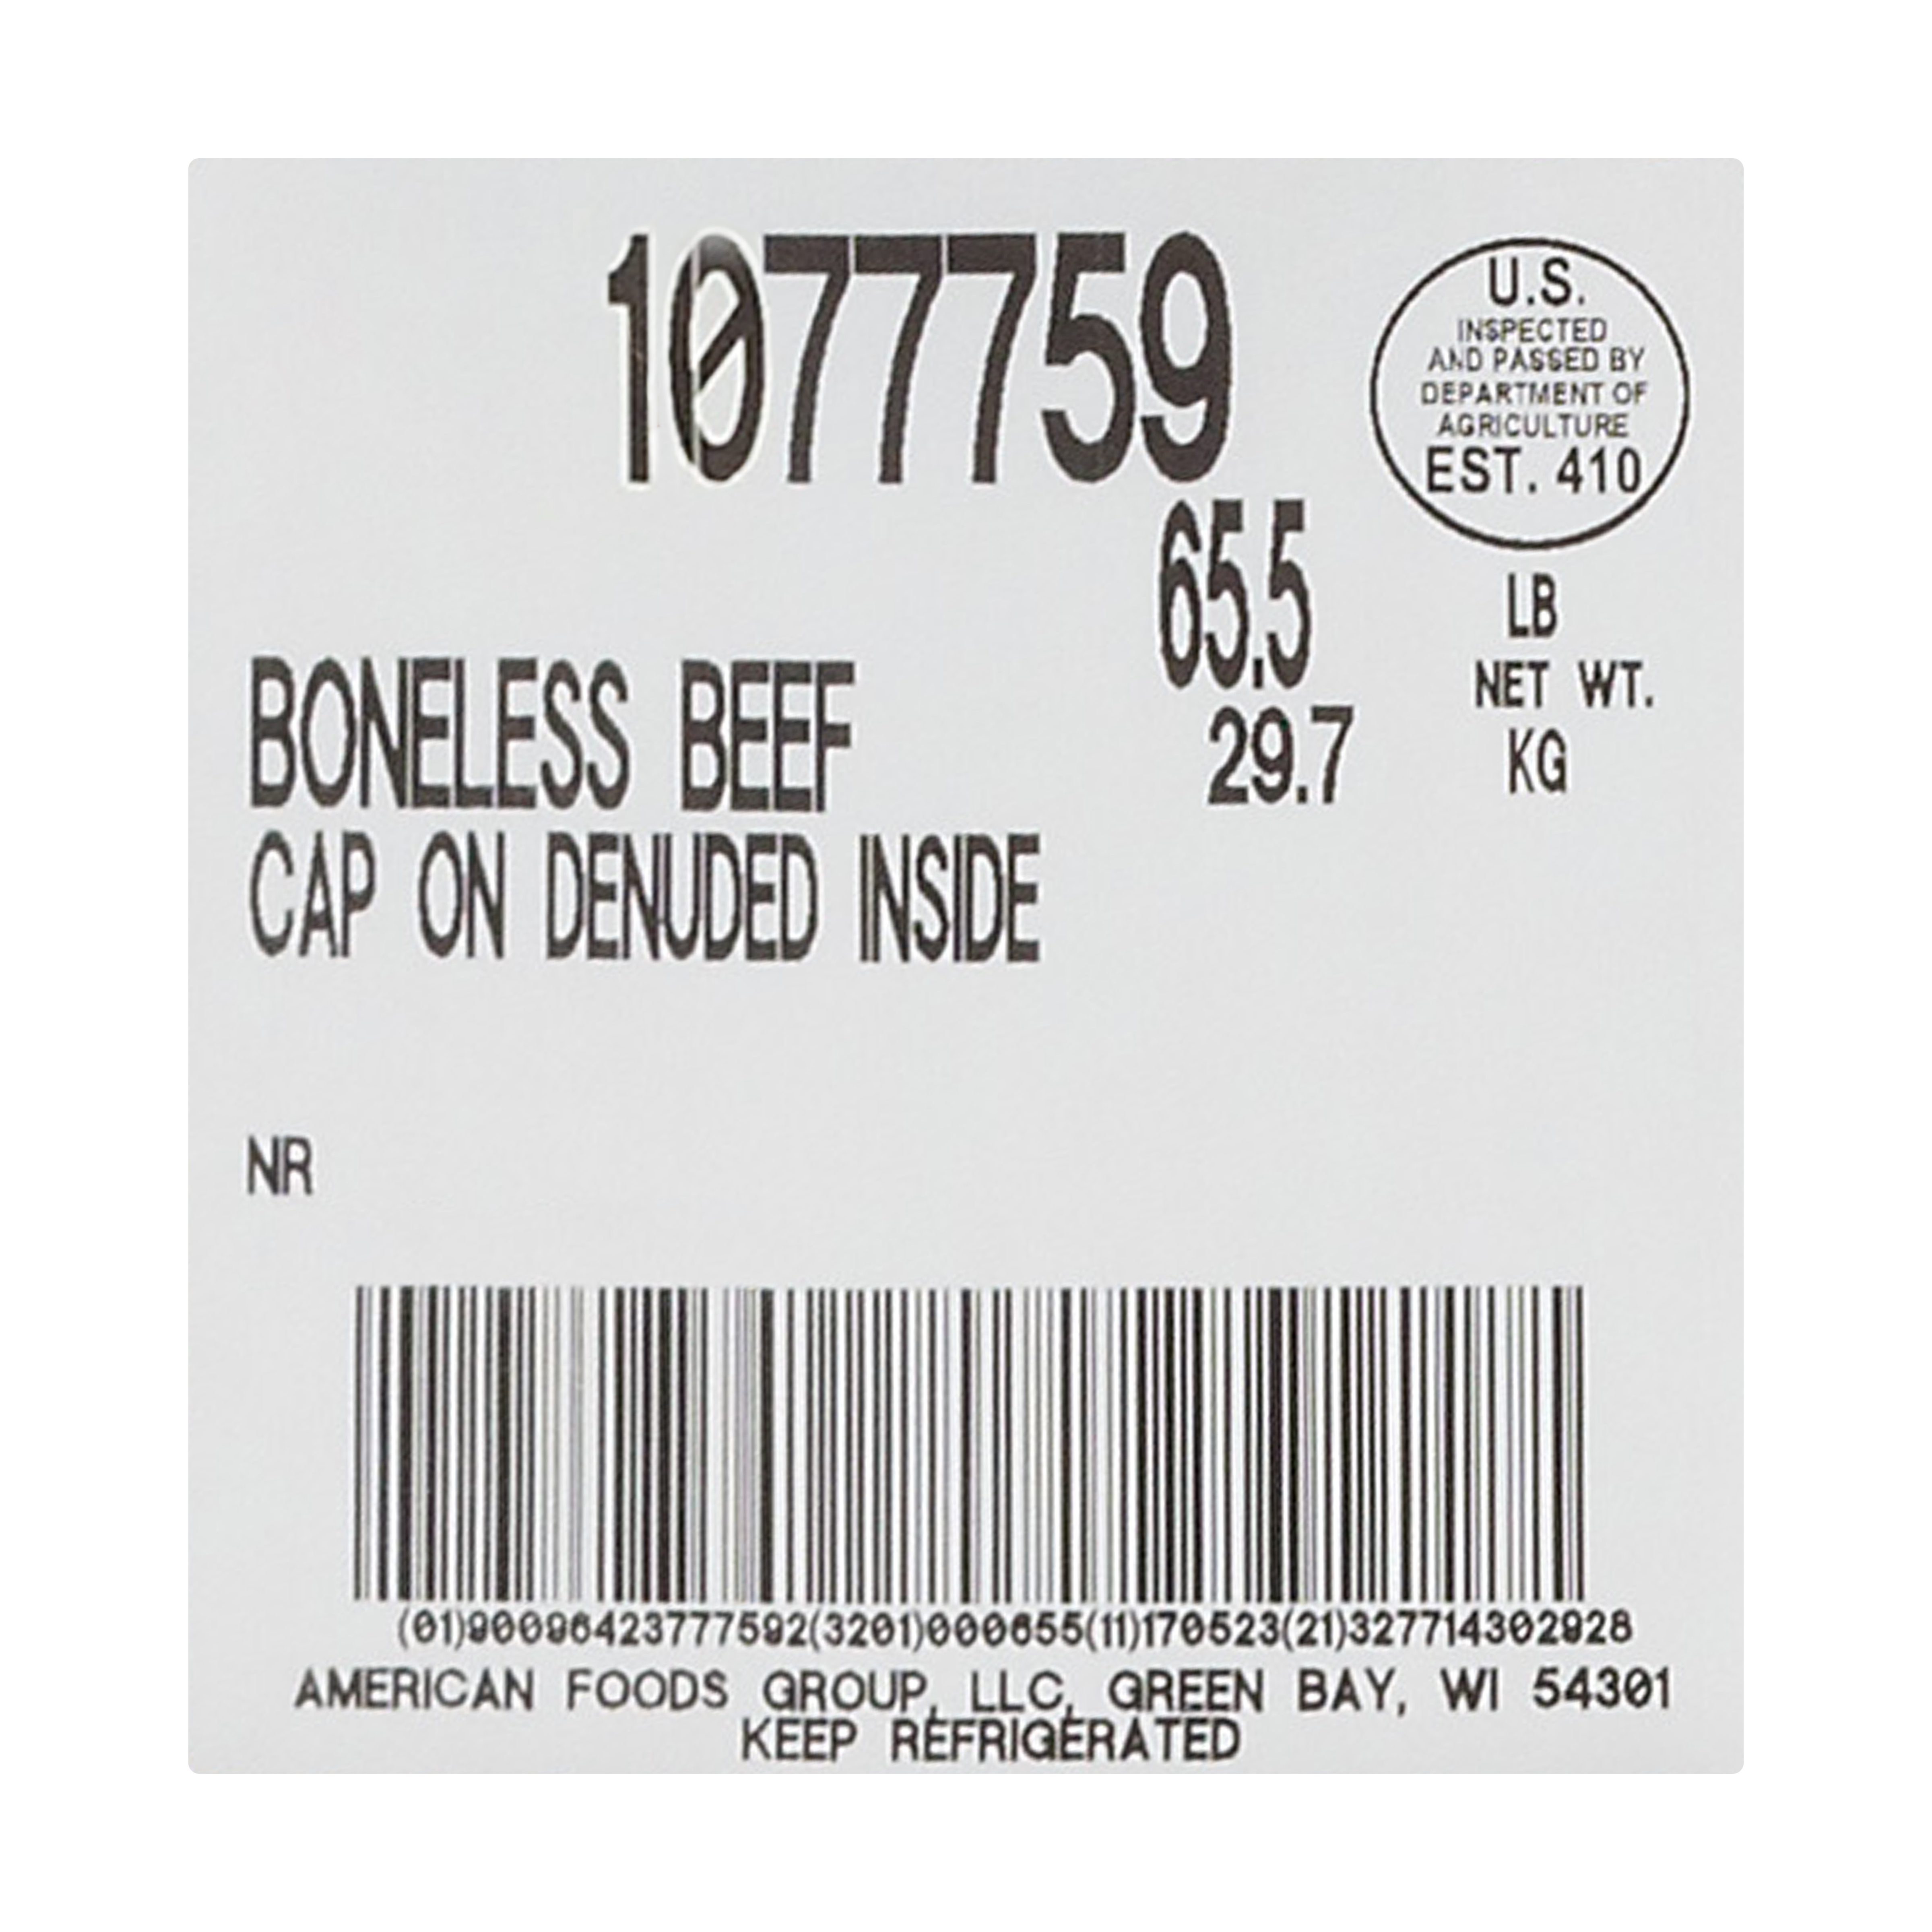 1077759
U.S.
INSPECTED
AND PASSED BY
DEPARTMENT OF
AGRICULTURE
EST. 410
65.5 LB
NET WT.
29.7 KG
BONELESS BEEF
CAP ON DENUDED INSIDE
NR
(01)90096423777592(3201)000655(11)170523(21)327714302928
AMERICAN FOODS GROUP, LLC, GREEN BAY, WI 54301
KEEP REFRIGERATED